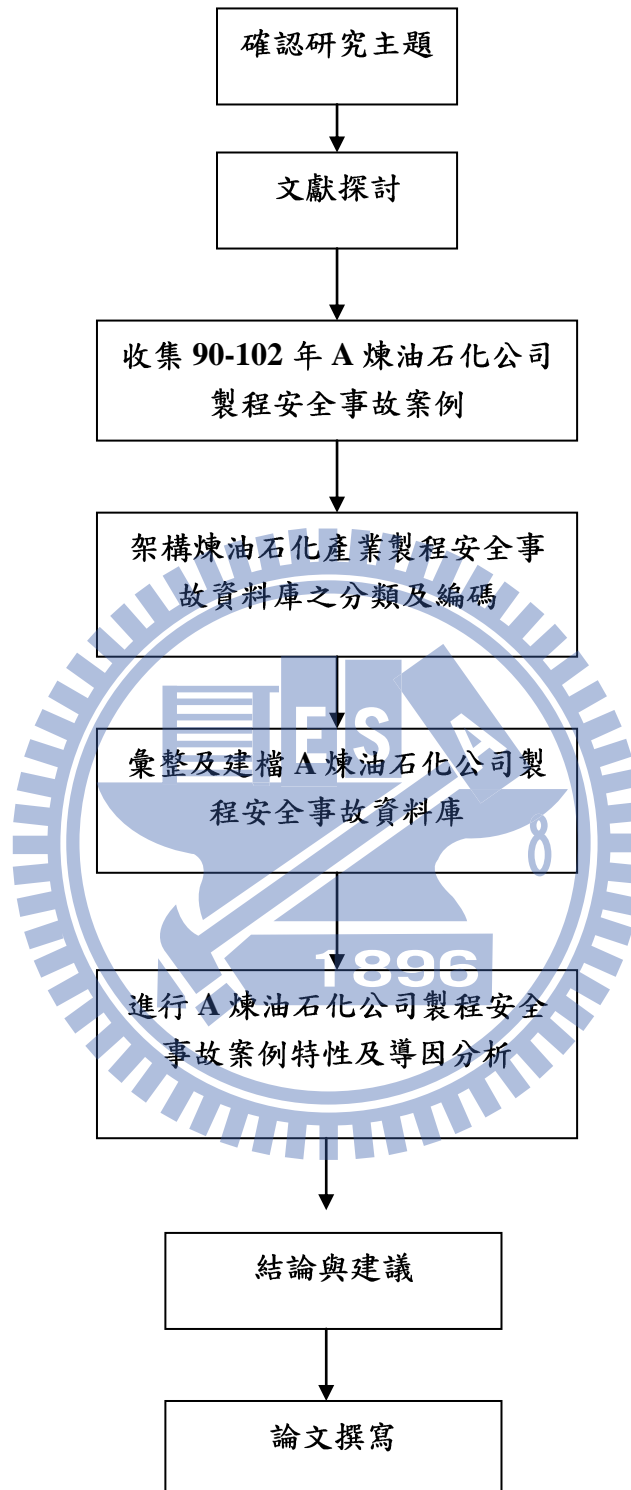 確認研究主題
文獻探討
收集 90-102 年 A 煉油石化公司
製程安全事故案例
架構煉油石化產業製程安全事
故資料庫之分類及編碼
ESA
彙整及建檔 A 煉油石化公司製
程安全事故資料庫
8
1896
進行 A 煉油石化公司製程安全
事故案例特性及導因分析
結論與建議
論文撰寫